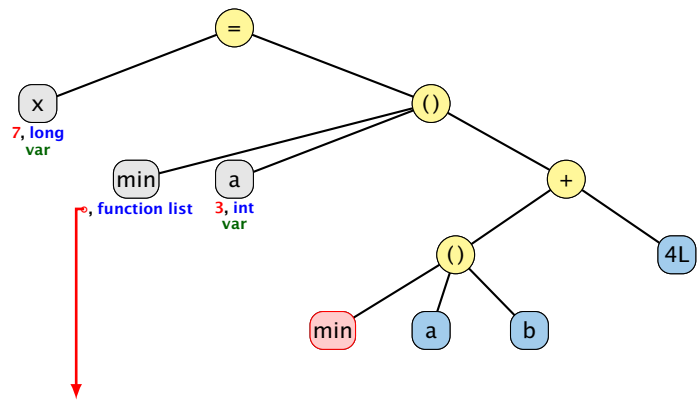 =
x
()
7, long
var
min
a
+
, function list
3, int
var
()
4L
min
a
b